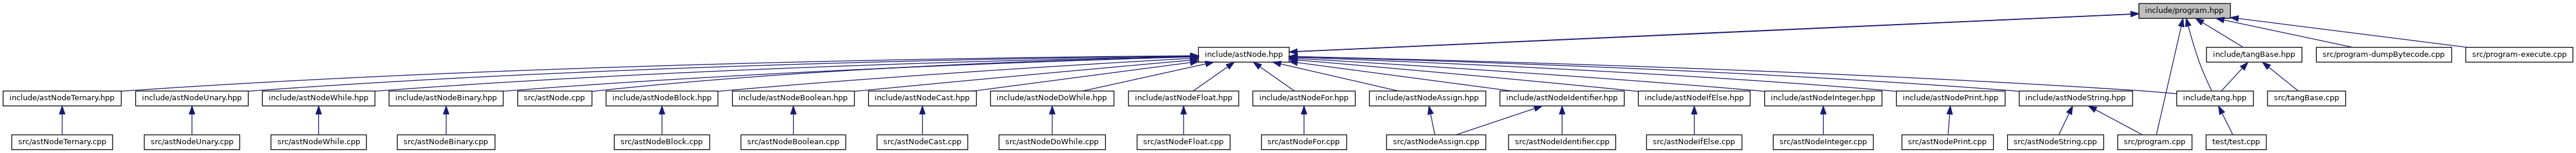 include/program.hpp
include/astNode.hpp
include/tangBase.hpp
src/program-dumpBytecode.cpp
src/program-execute.cpp
include/astNodeTernary.hpp
include/astNodeUnary.hpp
include/astNodeWhile.hpp
include/astNodeBinary.hpp
src/astNode.cpp
include/astNodeBlock.hpp
include/astNodeBoolean.hpp
include/astNodeCast.hpp
include/astNodeDoWhile.hpp
include/astNodeFloat.hpp
include/astNodeFor.hpp
include/astNodeAssign.hpp
include/astNodeIdentifier.hpp
include/astNodeIfElse.hpp
include/astNodeInteger.hpp
include/astNodePrint.hpp
include/astNodeString.hpp
include/tang.hpp
src/tangBase.cpp
src/astNodeTernary.cpp
src/astNodeUnary.cpp
src/astNodeWhile.cpp
src/astNodeBinary.cpp
src/astNodeBlock.cpp
src/astNodeBoolean.cpp
src/astNodeCast.cpp
src/astNodeDoWhile.cpp
src/astNodeFloat.cpp
src/astNodeFor.cpp
src/astNodeAssign.cpp
src/astNodeIdentifier.cpp
src/astNodeIfElse.cpp
src/astNodeInteger.cpp
src/astNodePrint.cpp
src/astNodeString.cpp
src/program.cpp
test/test.cpp